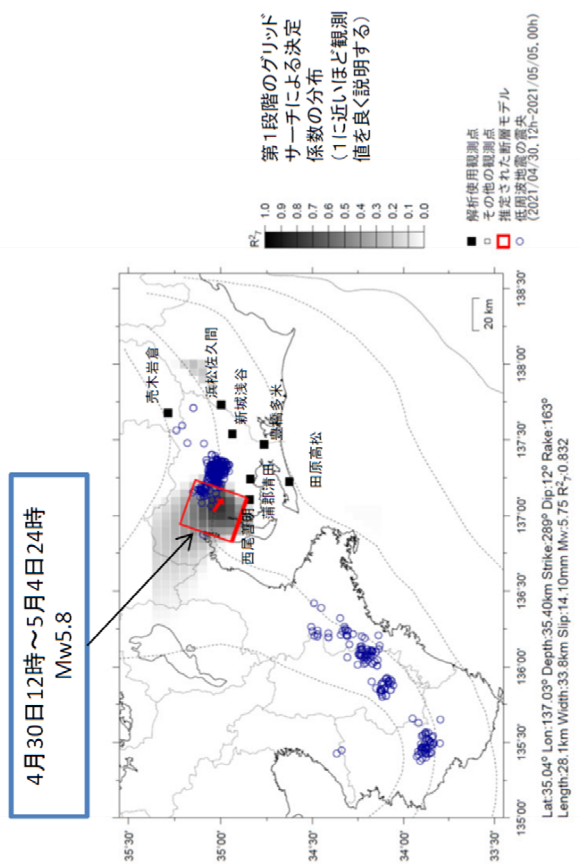 4月30日12時～5月4日24時
Mw5.8
第1段階のグリッド
サーチによる決定
係数の分布
(1に近いほど観測
値を良く説明する)
R²₇
1.0
0.9
0.8
0.7
0.6
0.5
0.4
0.3
0.2
0.1
0.0
解析使用観測点
その他の観測点
推定された断層モデル
低周波地震の震央
(2021/04/30.12h-2021/05/05.00h)
売木岩倉
浜松佐久間
新城浅谷
豊橋多米
田原高松
蒲郡清田
西尾善明
35°30'
35°00'
34°30'
34°00'
33°30'
135°00'
135°30'
136°00'
136°30'
137°00'
137°30'
138°00'
138°30'
20 km
Lat:35.04° Lon:137.03° Depth:35.40km Strike:289° Dip:12° Rake:163°
Length:28.1km Width:33.8km Slip:14.10mm Mw:5.75 R²₇:0.832